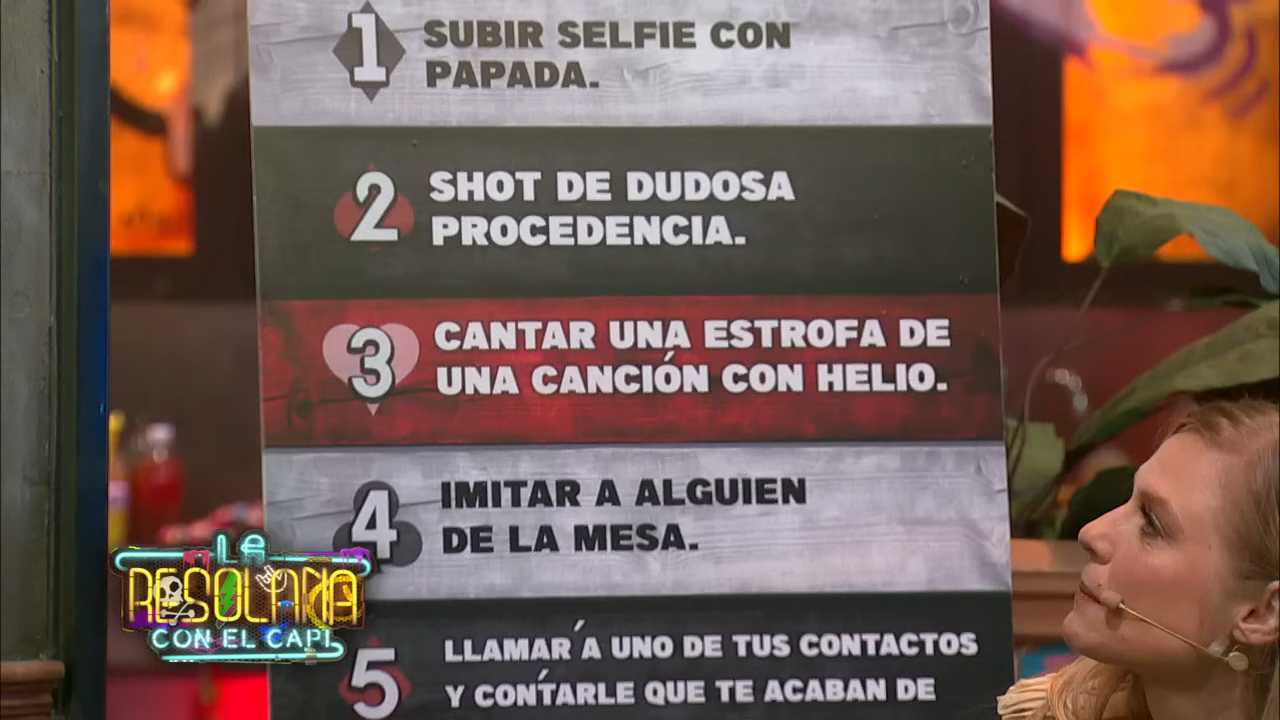 1 SUBIR SELFIE CON
PAPADA.
2 SHOT DE DUDOSA
PROCEDENCIA.
3 CANTAR UNA ESTROFA DE
UNA CANCIÓN CON HELIO.
4 IMITAR A ALGUIEN
DE LA MESA.
5 LLAMAR A UNO DE TUS CONTACTOS
Y CONTARLE QUE TE ACABAN DE
LA
RESOLANA
CON EL CAPI